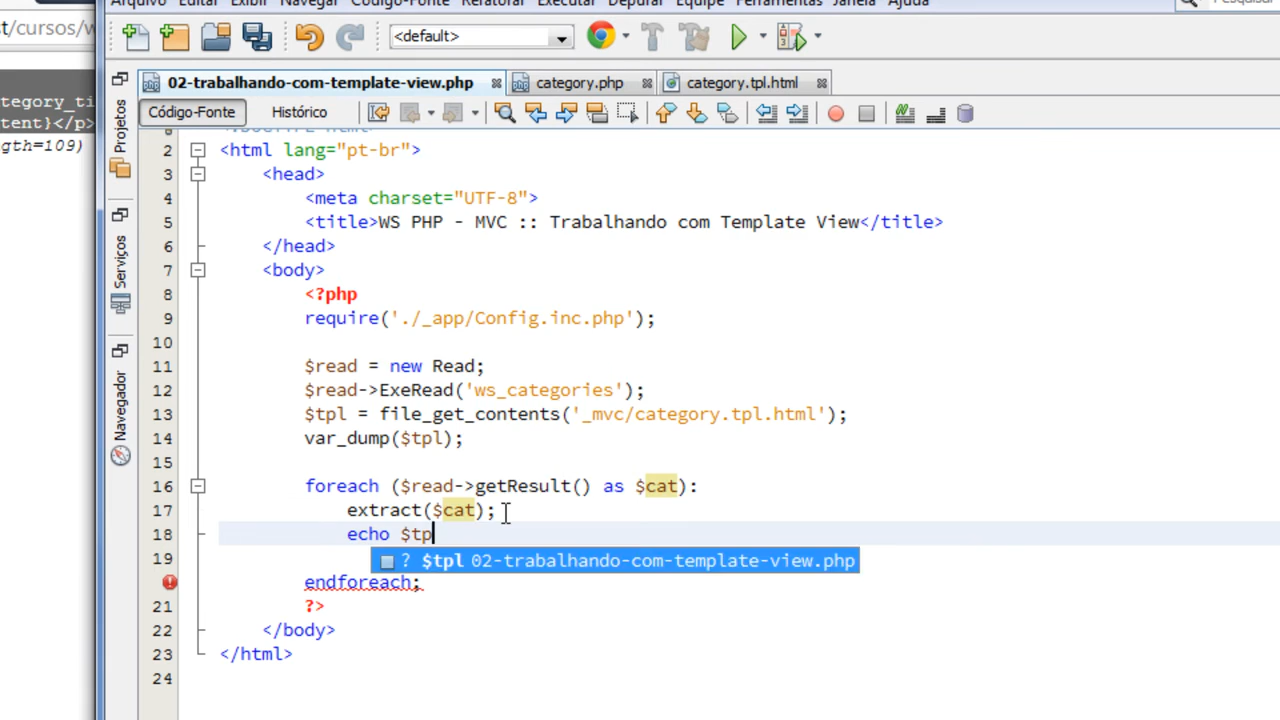 Arquivo Editar Exibir Navegar Código-Fonte Refatorar Executar Depurar Equipe Ferramentas Janela Ajuda
st/cursos/w
<default>
02-trabalhando-com-template-view.php category.php category.tpl.html
Código-Fonte Histórico
ategory_ti
tent}</p>
gth=109)
Projetos
Serviços
Navegador
2 <html lang="pt-br">
3 <head>
4 <meta charset="UTF-8">
5 <title>WS PHP - MVC :: Trabalhando com Template View</title>
6 </head>
7 <body>
8 <?php
9 require('./_app/Config.inc.php');
10
11 $read = new Read;
12 $read->ExeRead('ws_categories');
13 $tpl = file_get_contents('_mvc/category.tpl.html');
14 var_dump($tpl);
15
16 foreach ($read->getResult() as $cat):
17 extract($cat);
18 echo $tp
? $tpl 02-trabalhando-com-template-view.php
19
endforeach;
21 ?>
22 </body>
23 </html>
24